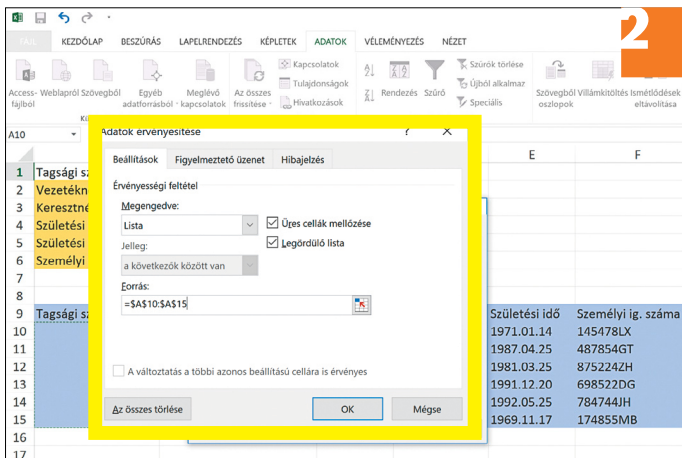 2
FÁJL KEZDŐLAP BESZÚRÁS LAPELRENDEZÉS KÉPLETEK ADATOK VÉLEMÉNYEZÉS NÉZET
Access-fájlból
Weblapról
Szövegből
Egyéb adatforrásból
Meglévő kapcsolatok
Az összes frissítése
Kapcsolatok
Tulajdonságok
Hivatkozások
Rendezés
Szűrő
Szűrők törlése
Újból alkalmaz
Speciális
Szövegből oszlopok
Villámkitöltés
Ismétlődések eltávolítása
A10
Adatok érvényesítése ? X
Beállítások Figyelmeztető üzenet Hibajelzés
Érvényességi feltétel
Megengedve:
Lista
Üres cellák mellőzése
Legördülő lista
Jelleg:
a következők között van
Forrás:
=$A$10:$A$15
A változtatás a többi azonos beállítású cellára is érvényes
Az összes törlése OK Mégse
E F
1 Tagsági sz
2 Vezetékn
3 Keresztné
4 Születési
5 Születési
6 Személyi
7
8
9 Tagsági sz Születési idő Személyi ig. száma
10 1971.01.14 145478LX
11 1987.04.25 487854GT
12 1981.03.25 875224ZH
13 1991.12.20 698522DG
14 1992.05.25 784744JH
15 1969.11.17 174855MB
16
17